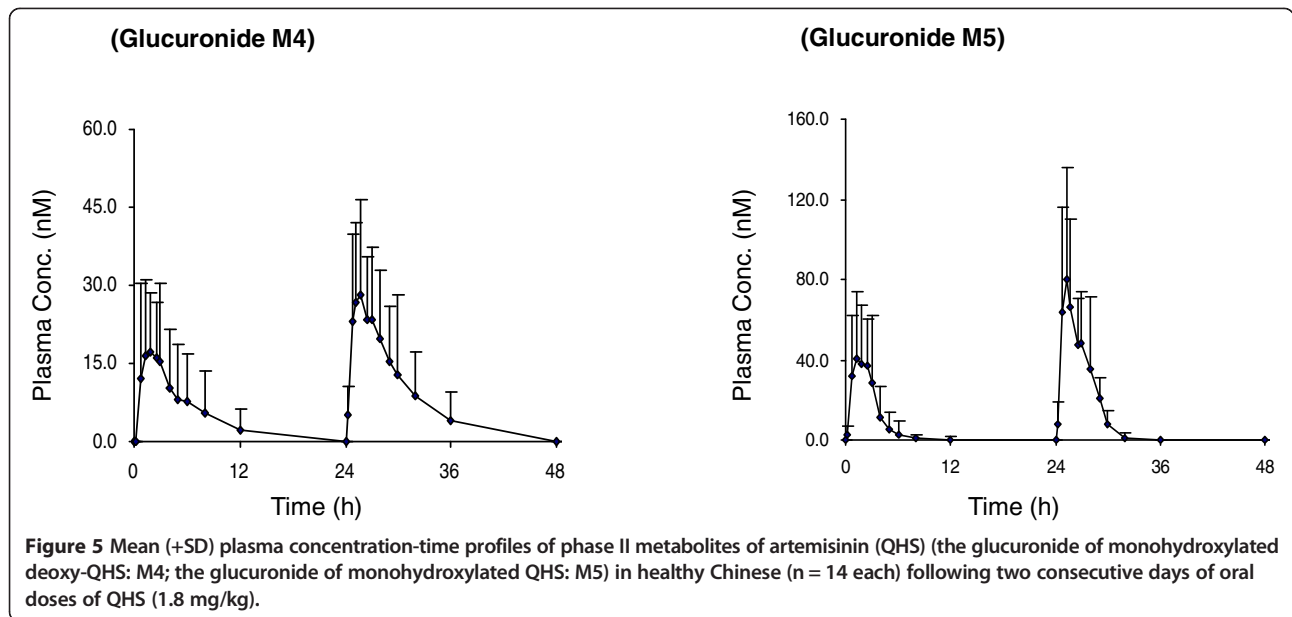 (Glucuronide M4)
60.0
45.0
30.0
15.0
0.0
Plasma Conc. (nM)
0 12 24 36 48
Time (h)
(Glucuronide M5)
160.0
120.0
80.0
40.0
0.0
Plasma Conc. (nM)
0 12 24 36 48
Time (h)
Figure 5 Mean (+SD) plasma concentration-time profiles of phase II metabolites of artemisinin (QHS) (the glucuronide of monohydroxylated
deoxy-QHS: M4; the glucuronide of monohydroxylated QHS: M5) in healthy Chinese (n = 14 each) following two consecutive days of oral
doses of QHS (1.8 mg/kg).